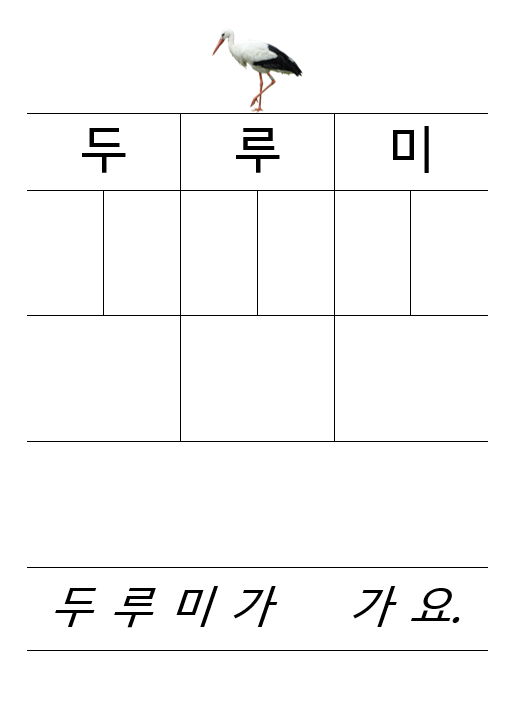 두 루 미
두 루 미 가 가 요.